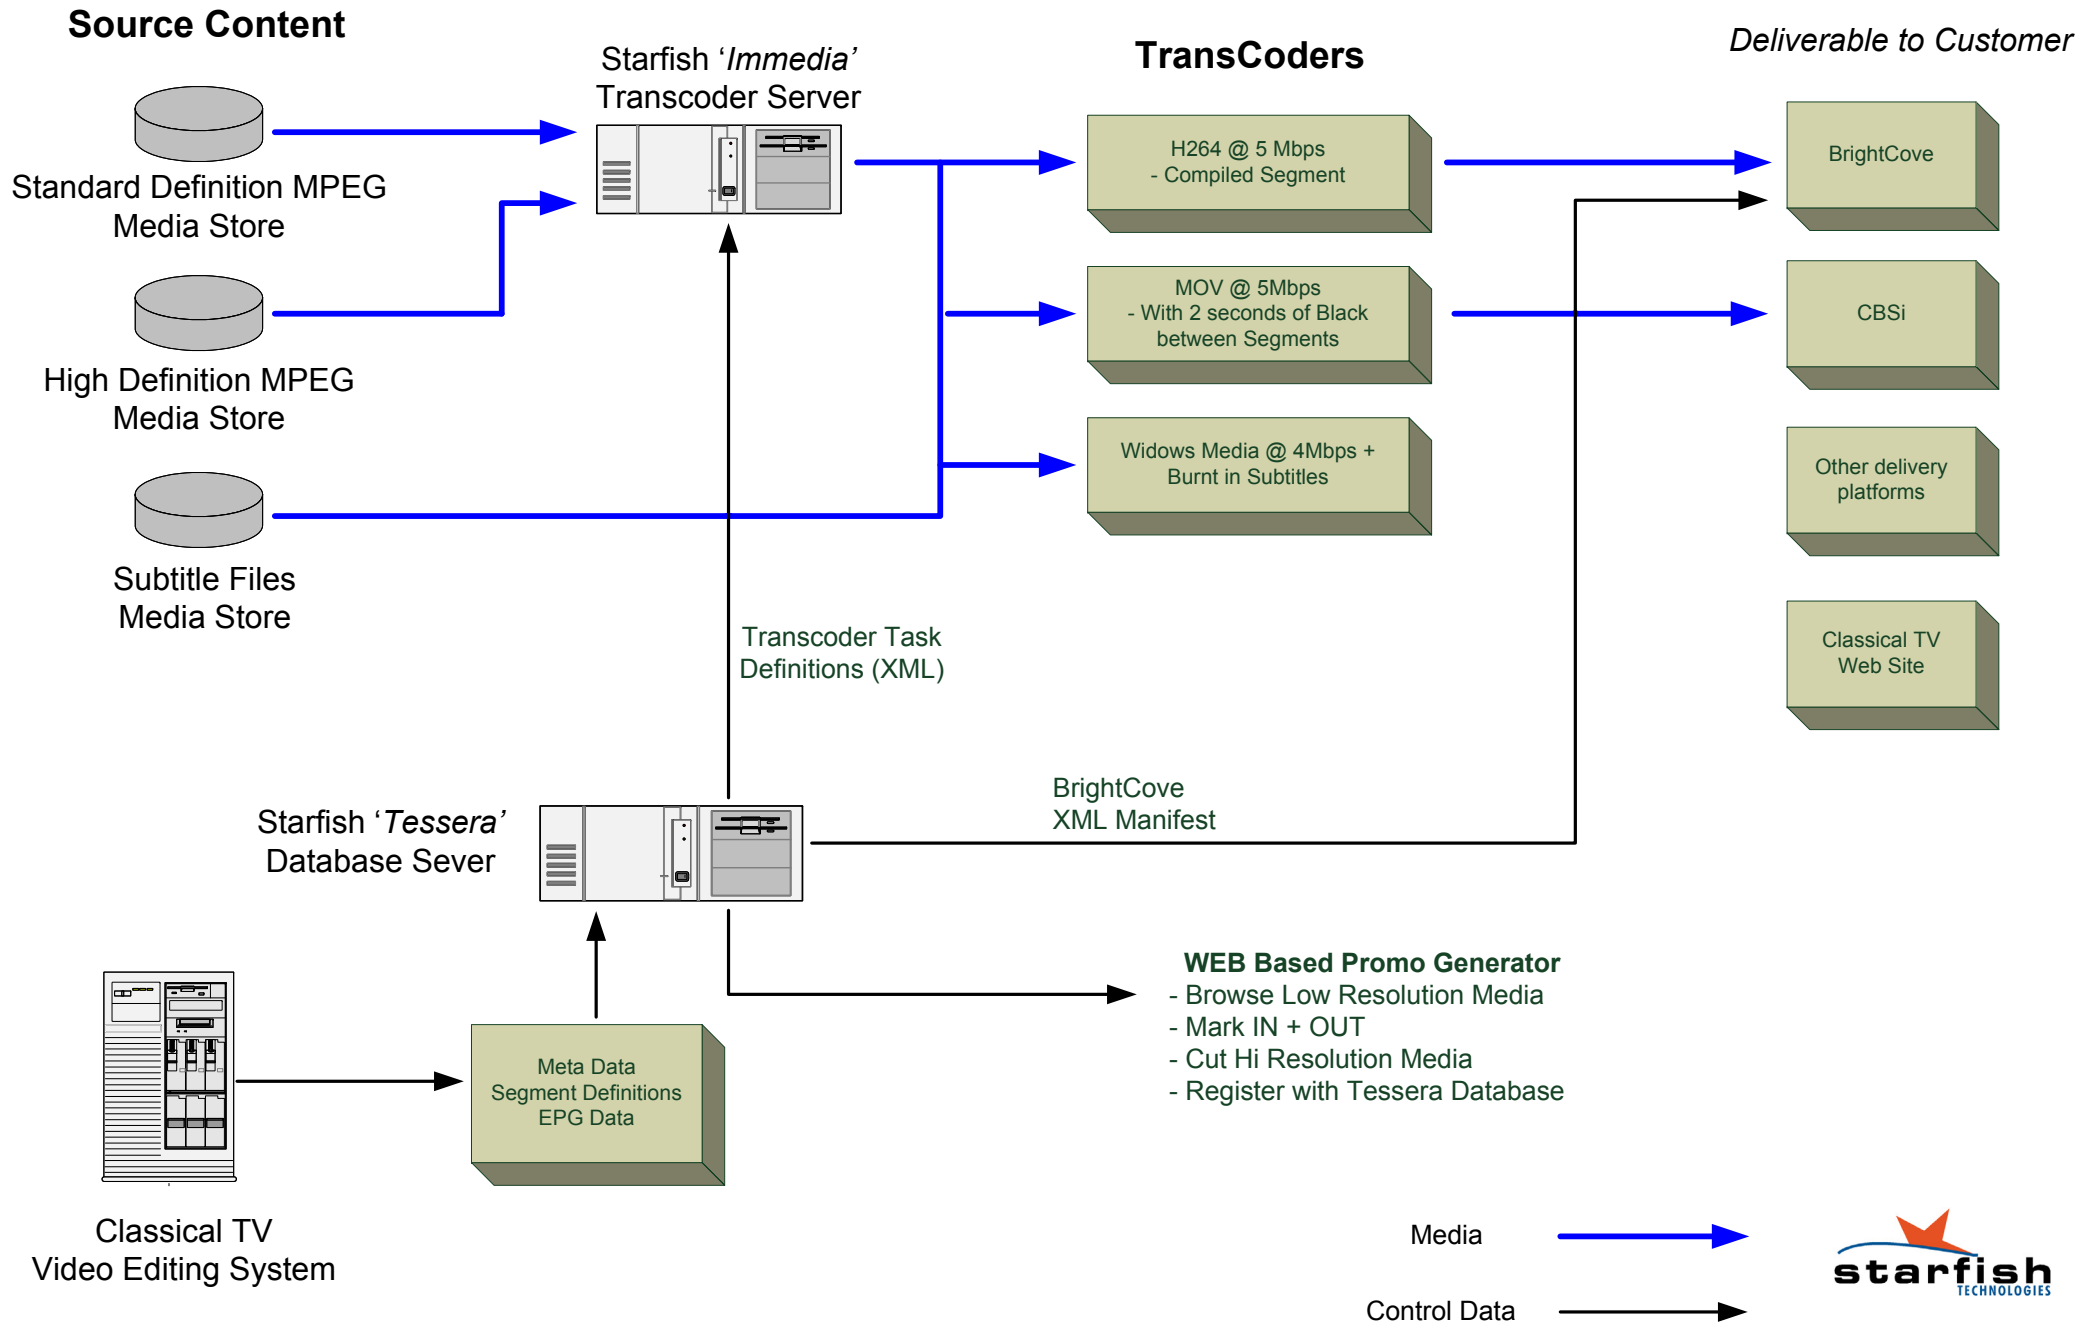 Source Content
Starfish ‘Immedia’
Transcoder Server
TransCoders
Deliverable to Customer
Standard Definition MPEG
Media Store
High Definition MPEG
Media Store
Subtitle Files
Media Store
H264 @ 5 Mbps
- Compiled Segment
MOV @ 5Mbps
- With 2 seconds of Black
between Segments
Widows Media @ 4Mbps +
Burnt in Subtitles
BrightCove
CBSi
Other delivery
platforms
Classical TV
Web Site
Transcoder Task
Definitions (XML)
Starfish ‘Tessera’
Database Sever
BrightCove
XML Manifest
WEB Based Promo Generator
- Browse Low Resolution Media
- Mark IN + OUT
- Cut Hi Resolution Media
- Register with Tessera Database
Meta Data
Segment Definitions
EPG Data
Classical TV
Video Editing System
Media
Control Data
starfish
TECHNOLOGIES